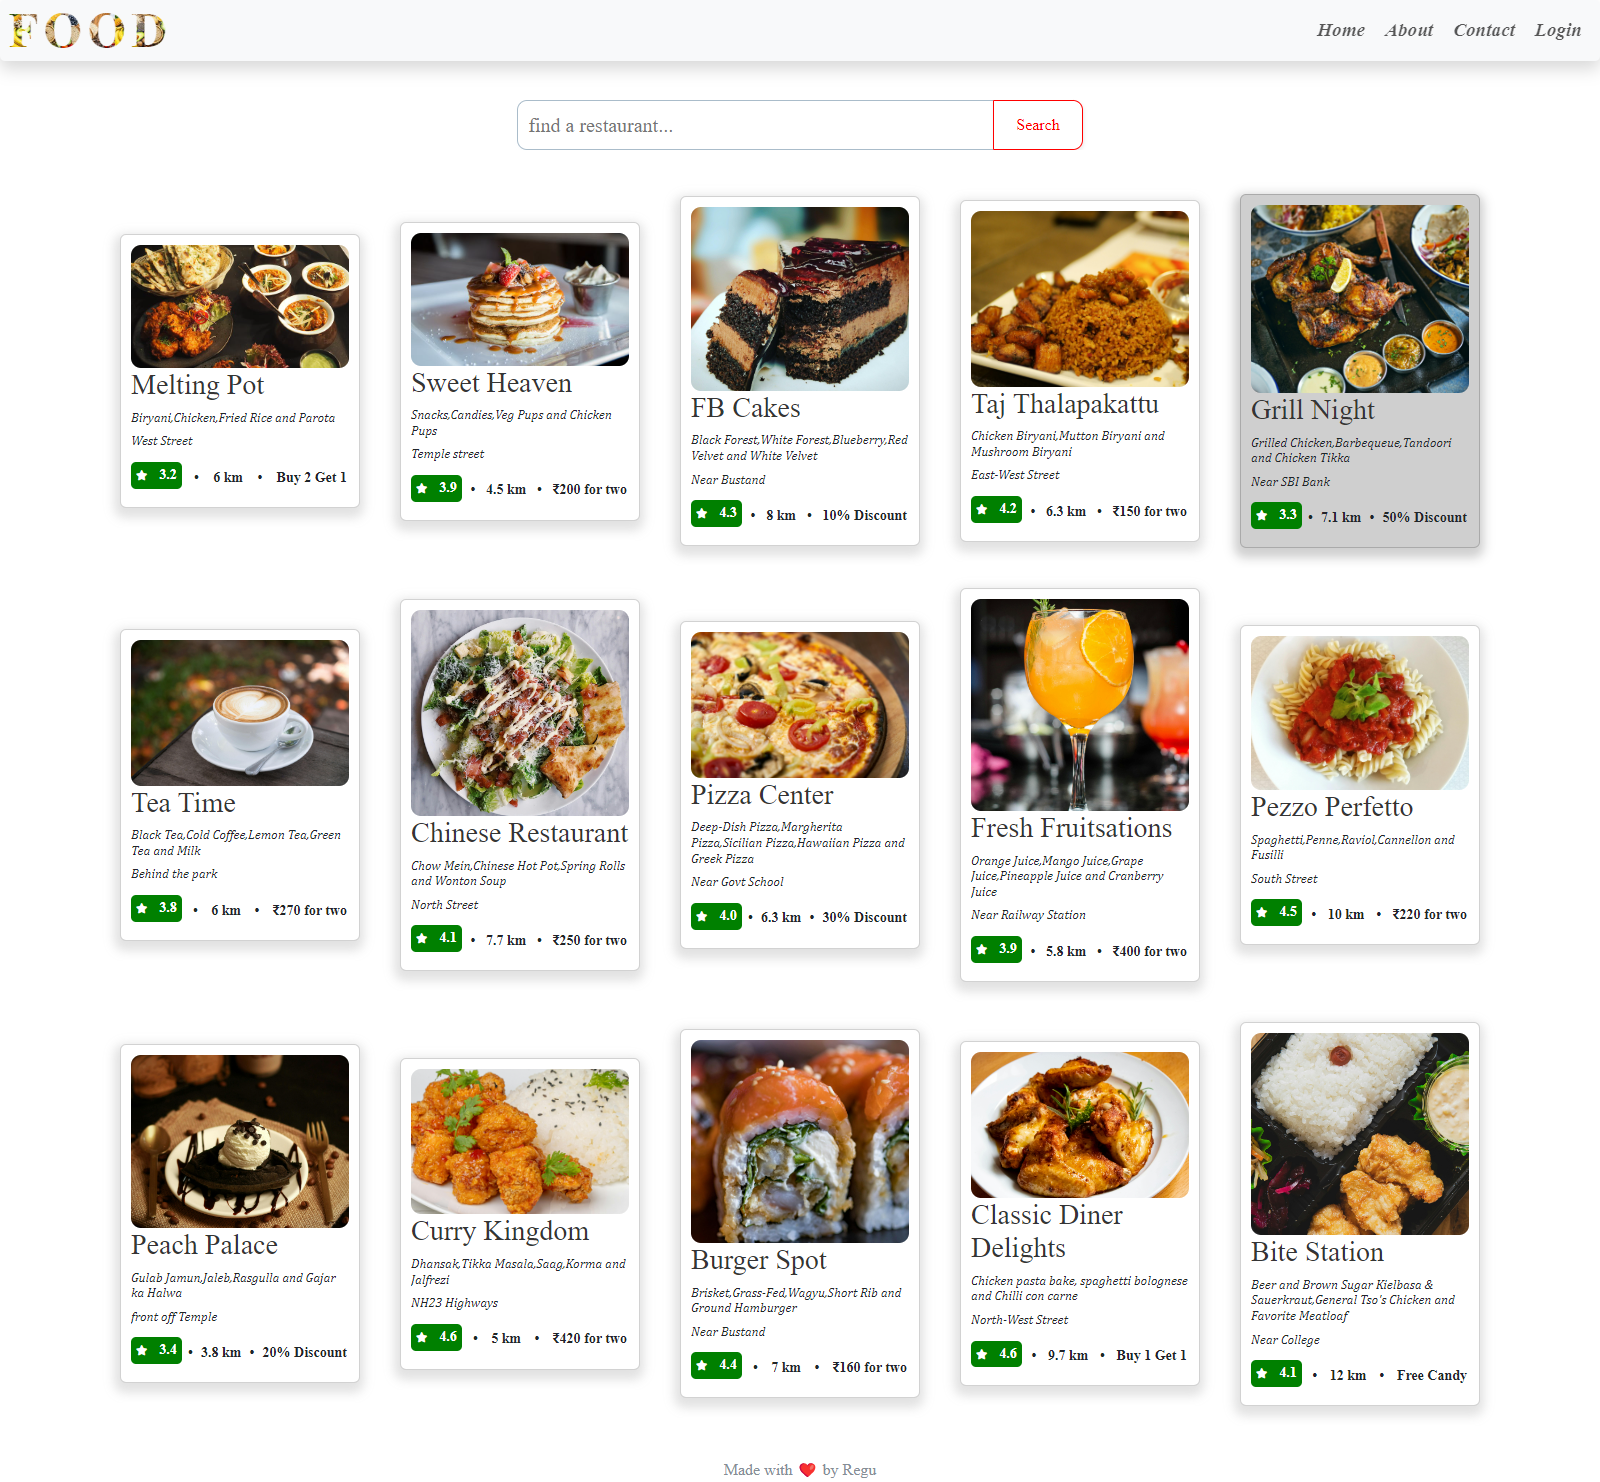 FOOD
Home About Contact Login
find a restaurant...
Search
Melting Pot
Biryani,Chicken,Fried Rice and Parota
West Street
3.2 • 6 km • Buy 2 Get 1
Sweet Heaven
Snacks,Candies,Veg Pups and Chicken
Pups
Temple street
3.9 • 4.5 km • ₹200 for two
FB Cakes
Black Forest,White Forest,Blueberry,Red
Velvet and White Velvet
Near Bustand
4.3 • 8 km • 10% Discount
Taj Thalapakattu
Chicken Biryani,Mutton Biryani and
Mushroom Biryani
East-West Street
4.2 • 6.3 km • ₹150 for two
Grill Night
Grilled Chicken,Barbequeue,Tandoori
and Chicken Tikka
Near SBI Bank
3.3 • 7.1 km • 50% Discount
Tea Time
Black Tea,Cold Coffee,Lemon Tea,Green
Tea and Milk
Behind the park
3.8 • 6 km • ₹270 for two
Chinese Restaurant
Chow Mein,Chinese Hot Pot,Spring Rolls
and Wonton Soup
North Street
4.1 • 7.7 km • ₹250 for two
Pizza Center
Deep-Dish Pizza,Margherita
Pizza,Sicilian Pizza,Hawaiian Pizza and
Greek Pizza
Near Govt School
4.0 • 6.3 km • 30% Discount
Fresh Fruitsations
Orange Juice,Mango Juice,Grape
Juice,Pineapple Juice and Cranberry
Juice
Near Railway Station
3.9 • 5.8 km • ₹400 for two
Pezzo Perfetto
Spaghetti,Penne,Raviol,Cannellon and
Fusilli
South Street
4.5 • 10 km • ₹220 for two
Peach Palace
Gulab Jamun,Jaleb,Rasgulla and Gajar
ka Halwa
front off Temple
3.4 • 3.8 km • 20% Discount
Curry Kingdom
Dhansak,Tikka Masala,Saag,Korma and
Jalfrezi
NH23 Highways
4.6 • 5 km • ₹420 for two
Burger Spot
Brisket,Grass-Fed,Wagyu,Short Rib and
Ground Hamburger
Near Bustand
4.4 • 7 km • ₹160 for two
Classic Diner
Delights
Chicken pasta bake, spaghetti bolognese
and Chilli con carne
North-West Street
4.6 • 9.7 km • Buy 1 Get 1
Bite Station
Beer and Brown Sugar Kielbasa &
Sauerkraut,General Tso's Chicken and
Favorite Meatloaf
Near College
4.1 • 12 km • Free Candy
Made with ❤️ by Regu